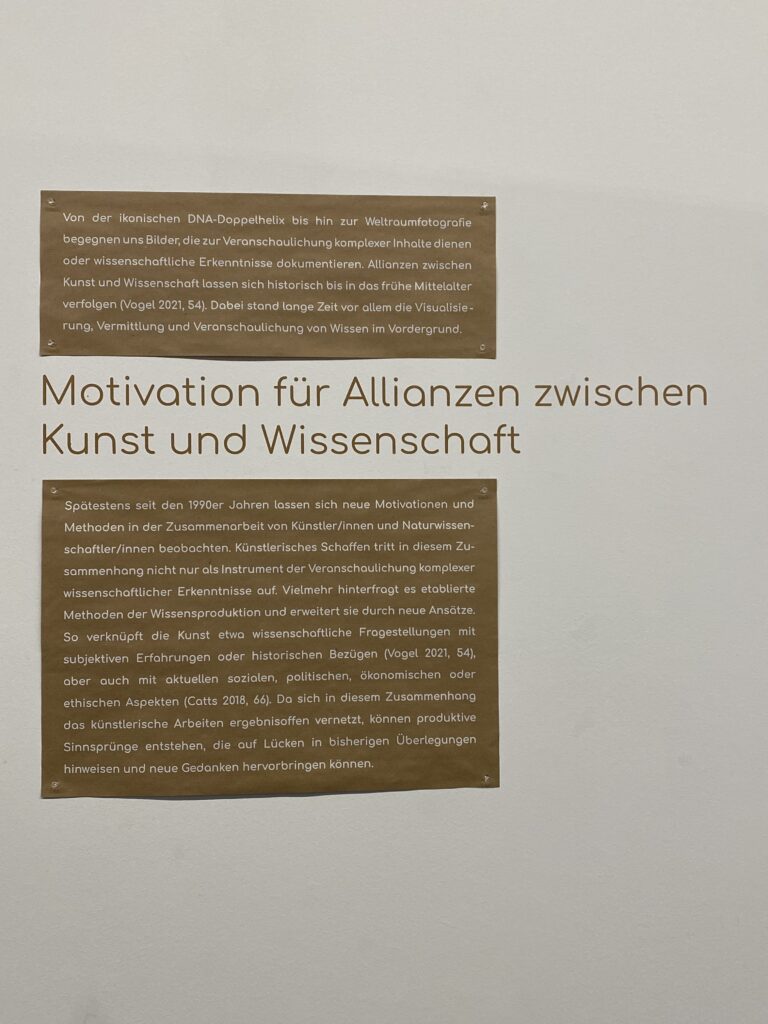 Von der ikonischen DNA-Doppelhelix bis hin zur Weltraumfotografie
begegnen uns Bilder, die zur Veranschaulichung komplexer Inhalte dienen
oder wissenschaftliche Erkenntnisse dokumentieren. Allianzen zwischen
Kunst und Wissenschaft lassen sich historisch bis in das frühe Mittelalter
verfolgen (Vogel 2021, 54). Dabei stand lange Zeit vor allem die Visualisie-
rung, Vermittlung und Veranschaulichung von Wissen im Vordergrund.
Motivation für Allianzen zwischen
Kunst und Wissenschaft
Spätestens seit den 1990er Jahren lassen sich neue Motivationen und
Methoden in der Zusammenarbeit von Künstler/innen und Naturwissen-
schaftler/innen beobachten. Künstlerisches Schaffen tritt in diesem Zu-
sammenhang nicht nur als Instrument der Veranschaulichung komplexer
wissenschaftlicher Erkenntnisse auf. Vielmehr hinterfragt es etablierte
Methoden der Wissensproduktion und erweitert sie durch neue Ansätze.
So verknüpft die Kunst etwa wissenschaftliche Fragestellungen mit
subjektiven Erfahrungen oder historischen Bezügen (Vogel 2021, 54),
aber auch mit aktuellen sozialen, politischen, ökonomischen oder
ethischen Aspekten (Catts 2018, 66). Da sich in diesem Zusammenhang
das künstlerische Arbeiten ergebnisoffen vernetzt, können produktive
Sinnsprünge entstehen, die auf Lücken in bisherigen Überlegungen
hinweisen und neue Gedanken hervorbringen können.